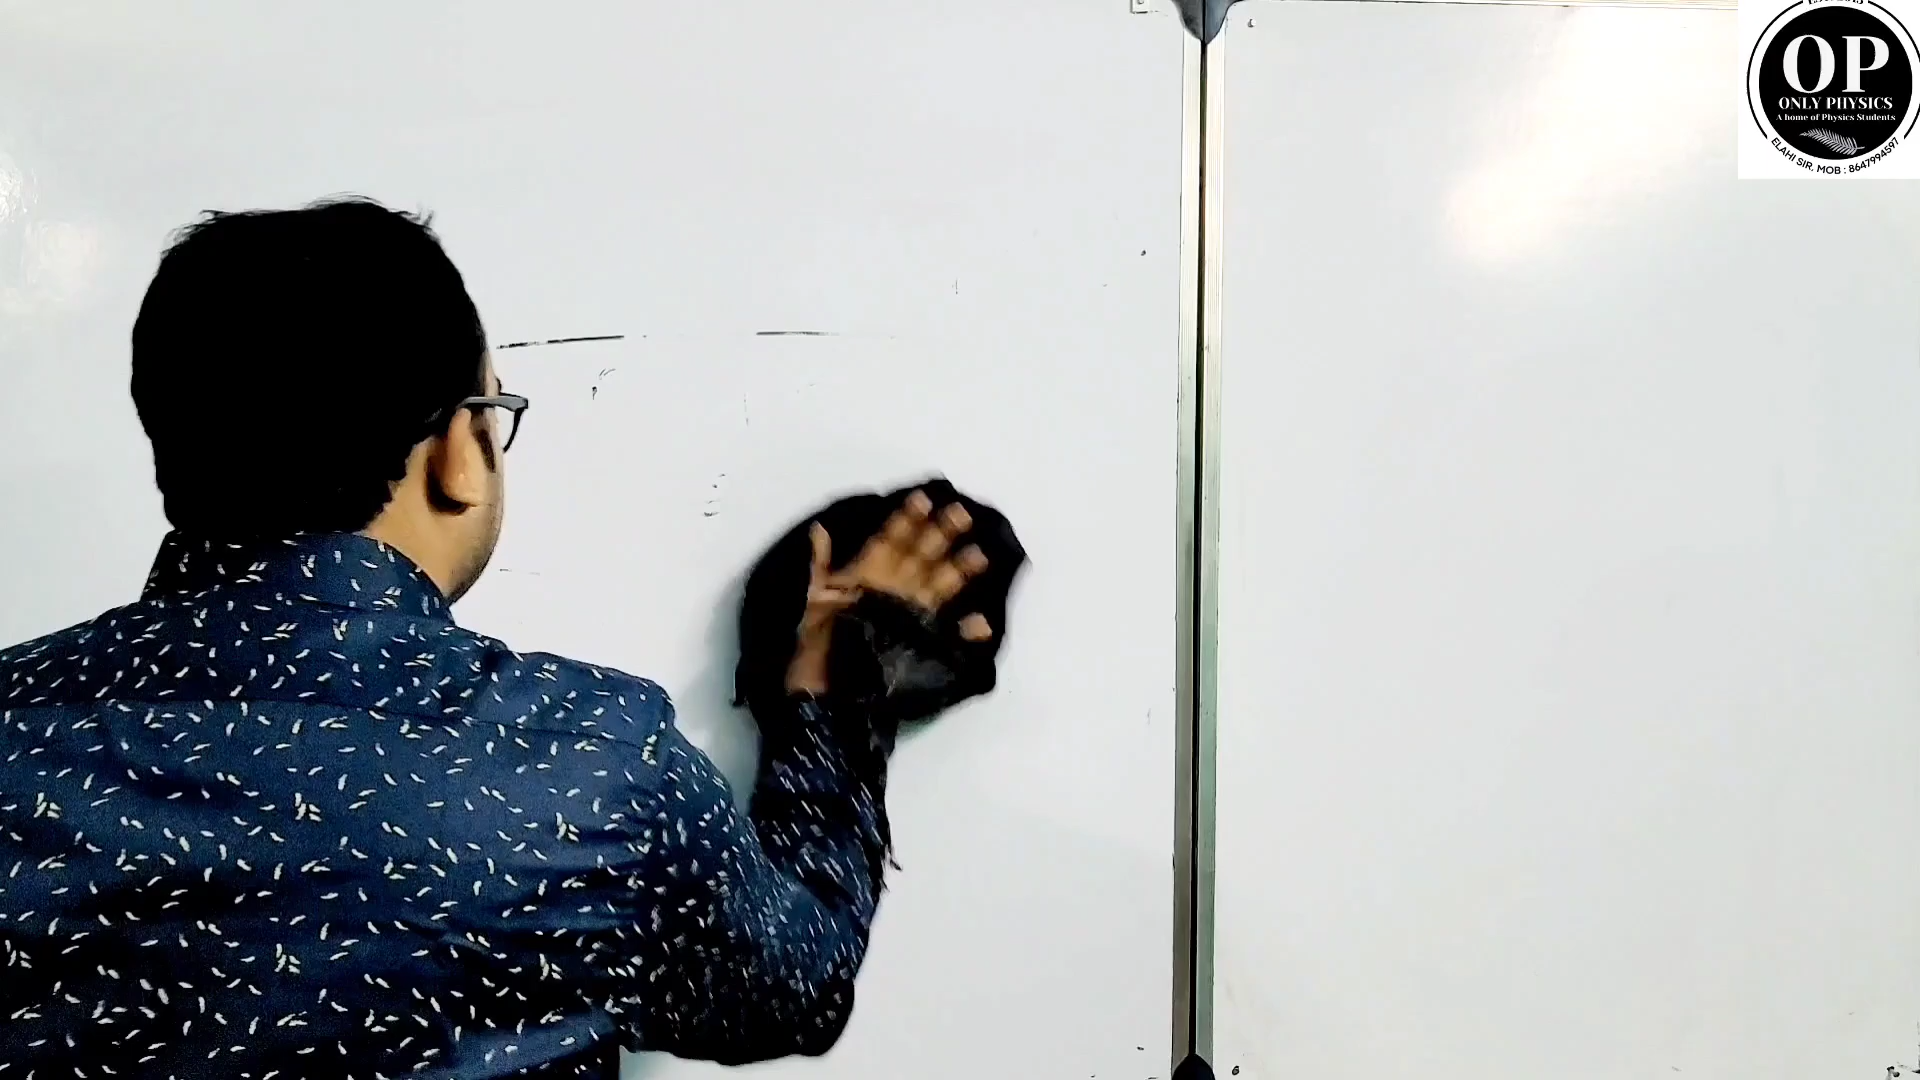 OP
ONLY PHYSICS
A home of Physics Students
ELAHI SIR. MOB : 8647994597